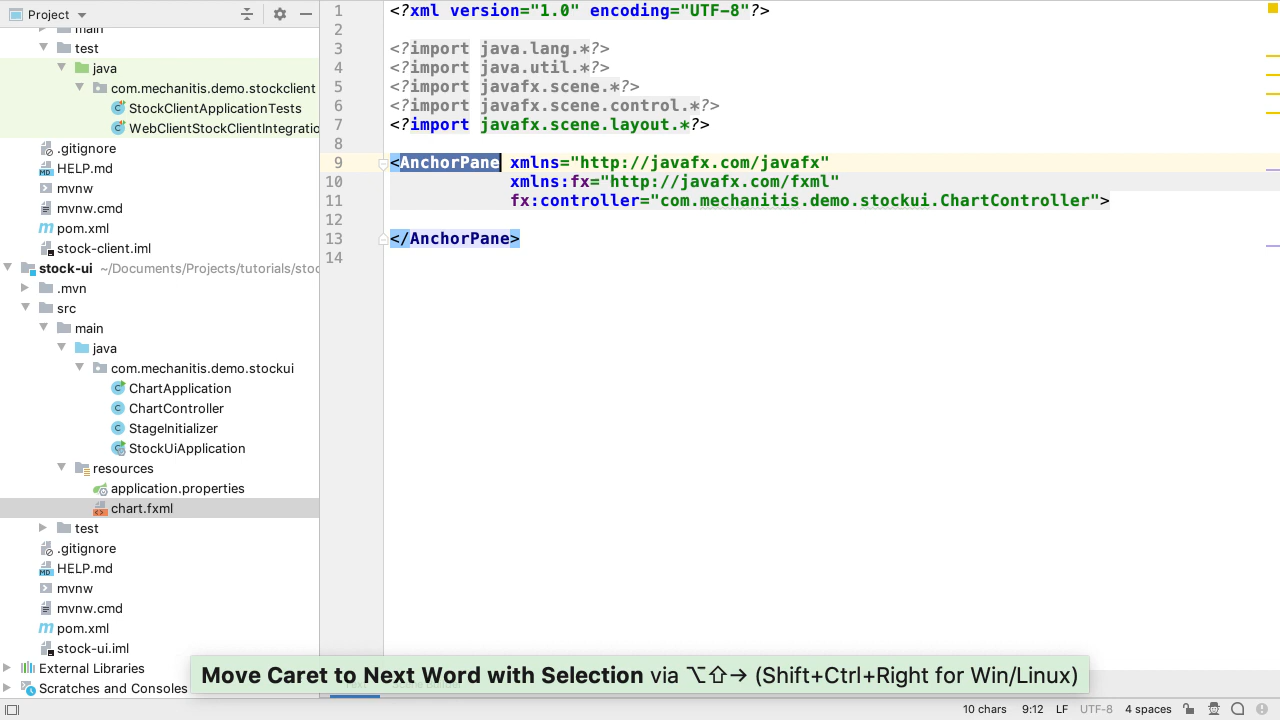 Project
main
test
java
com.mechanitis.demo.stockclient
StockClientApplicationTests
WebClientStockClientIntegratio
.gitignore
HELP.md
mvnw
mvnw.cmd
pom.xml
stock-client.iml
stock-ui ~/Documents/Projects/tutorials/stoc
.mvn
src
main
java
com.mechanitis.demo.stockui
ChartApplication
ChartController
StageInitializer
StockUiApplication
resources
application.properties
chart.fxml
test
.gitignore
HELP.md
mvnw
mvnw.cmd
pom.xml
stock-ui.iml
External Libraries
Scratches and Consoles
1 <?xml version="1.0" encoding="UTF-8"?>
2
3 <?import java.lang.*?>
4 <?import java.util.*?>
5 <?import javafx.scene.*?>
6 <?import javafx.scene.control.*?>
7 <?import javafx.scene.layout.*?>
8
9 <AnchorPane xmlns="http://javafx.com/javafx"
10 xmlns:fx="http://javafx.com/fxml"
11 fx:controller="com.mechanitis.demo.stockui.ChartController">
12
13 </AnchorPane>
14
Move Caret to Next Word with Selection via ⌥⇧→ (Shift+Ctrl+Right for Win/Linux)
10 chars 9:12 LF UTF-8 4 spaces